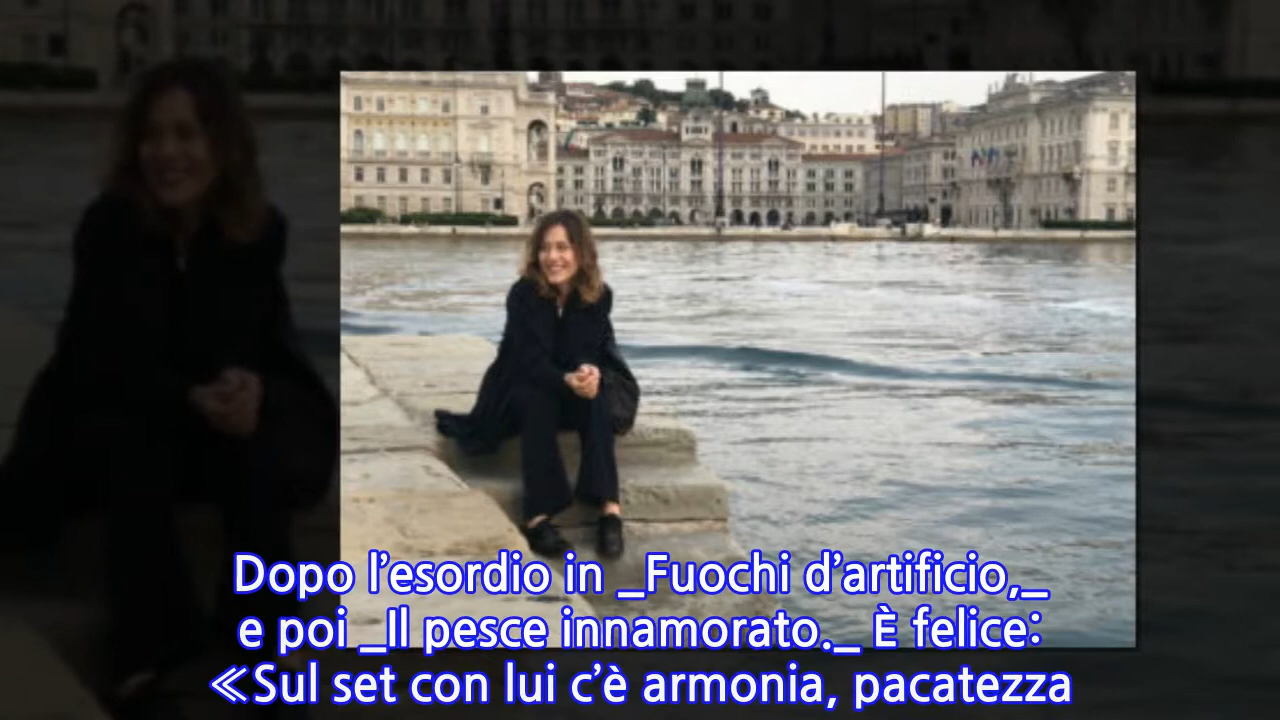 Dopo l’esordio in _Fuochi d’artificio,_
e poi _Il pesce innamorato._ È felice:
≪Sul set con lui c’è armonia, pacatezza